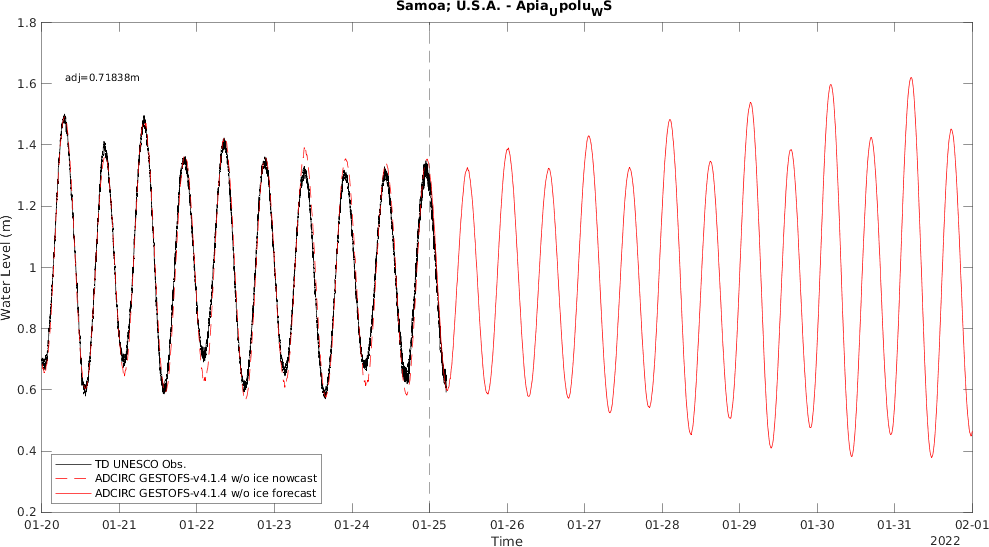 Samoa; U.S.A. - ApiaUpoluWS
1.8
adj=0.71838m
1.6
1.4
1.2
1
0.8
0.6
0.4
0.2
Water Level (m)
TD UNESCO Obs.
ADCIRC GESTOFS-v4.1.4 w/o ice nowcast
ADCIRC GESTOFS-v4.1.4 w/o ice forecast
01-20 01-21 01-22 01-23 01-24 01-25 01-26 01-27 01-28 01-29 01-30 01-31 02-01
Time
2022